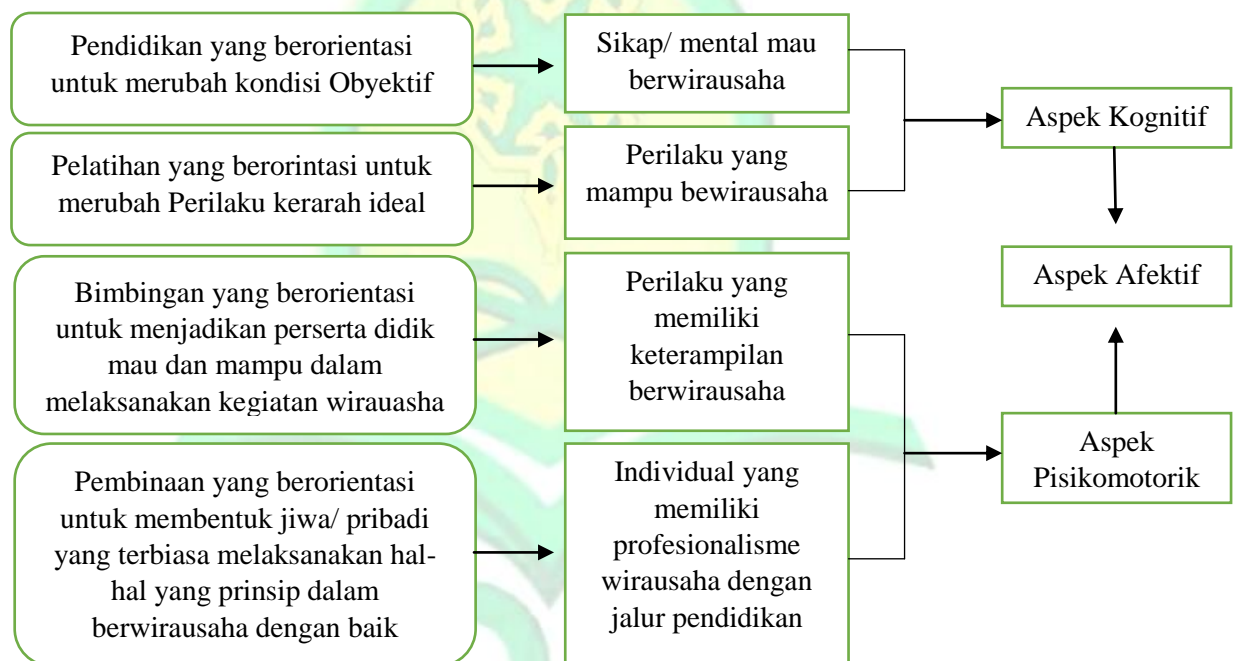 Pendidikan yang berorientasi
untuk merubah kondisi Obyektif
Sikap/ mental mau
berwirausaha
Pelatihan yang berorintasi untuk
merubah Perilaku kerarah ideal
Perilaku yang
mampu bewirausaha
Aspek Kognitif
Aspek Afektif
Bimbingan yang berorientasi
untuk menjadikan perserta didik
mau dan mampu dalam
melaksanakan kegiatan wirauasha
Perilaku yang
memiliki
keterampilan
berwirausaha
Pembinaan yang berorientasi
untuk membentuk jiwa/ pribadi
yang terbiasa melaksanakan hal-
hal yang prinsip dalam
berwirausaha dengan baik
Individual yang
memiliki
profesionalisme
wirausaha dengan
jalur pendidikan
Aspek
Pisikomotorik